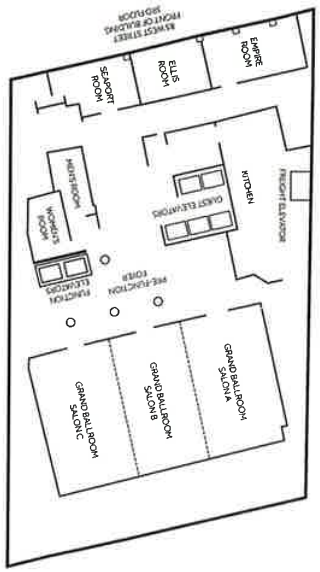 85 WEST STREET
FRONT OF BUILDING
3RD FLOOR
SEAPORT
ROOM
ELLIS
ROOM
EMPIRE
ROOM
MEN'S ROOM
WOMEN'S
ROOM
GUEST ELEVATORS
KITCHEN
FREIGHT ELEVATOR
FUNCTION
ELEVATORS
PRE-FUNCTION
FOYER
GRAND BALLROOM
SALON C
GRAND BALLROOM
SALON B
GRAND BALLROOM
SALON A